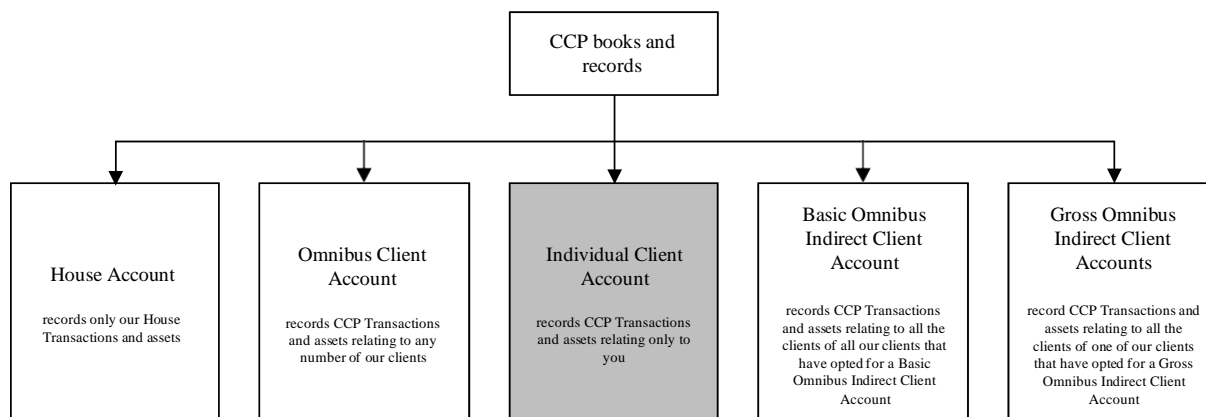 CCP books and
records
House Account
records only our House
Transactions and assets
Omnibus Client
Account
records CCP Transactions
and assets relating to any
number of our clients
Individual Client
Account
records CCP Transactions
and assets relating only to
you
Basic Omnibus
Indirect Client
Account
records CCP Transactions
and assets relating to all the
clients of all our clients that
have opted for a Basic
Omnibus Indirect Client
Account
Gross Omnibus
Indirect Client
Accounts
record CCP Transactions and
assets relating to all the
clients of one of our clients
that have opted for a Gross
Omnibus Indirect Client
Account